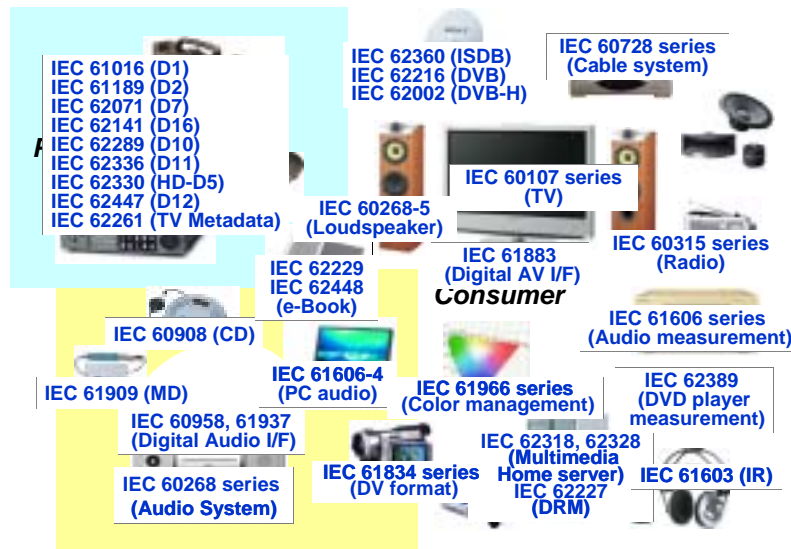 IEC 61016 (D1)
IEC 61189 (D2)
IEC 62071 (D7)
IEC 62141 (D16)
IEC 62289 (D10)
IEC 62336 (D11)
IEC 62330 (HD-D5)
IEC 62447 (D12)
IEC 62261 (TV Metadata)
IEC 62360 (ISDB)
IEC 62216 (DVB)
IEC 62002 (DVB-H)
IEC 60728 series
(Cable system)
IEC 60107 series
(TV)
IEC 60268-5
(Loudspeaker)
IEC 61883
(Digital AV I/F)
IEC 60315 series
(Radio)
IEC 62229
IEC 62448
(e-Book)
Consumer
IEC 60908 (CD)
IEC 61606 series
(Audio measurement)
IEC 61909 (MD)
IEC 61606-4
(PC audio)
IEC 61966 series
(Color management)
IEC 62389
(DVD player
measurement)
IEC 60958, 61937
(Digital Audio I/F)
IEC 62318, 62328
(Multimedia
Home server)
IEC 62227
(DRM)
IEC 61834 series
(DV format)
IEC 61603 (IR)
IEC 60268 series
(Audio System)